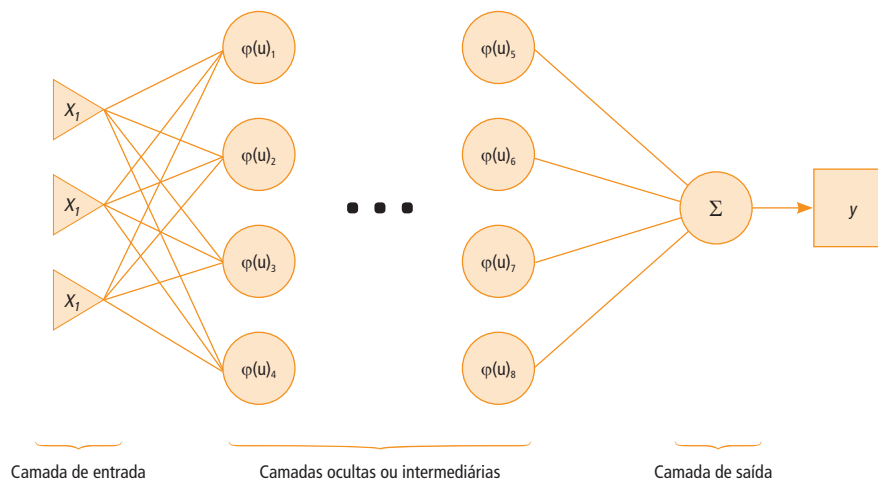 X₁
X₁
X₁
φ(u)₁
φ(u)₂
φ(u)₃
φ(u)₄
φ(u)₅
φ(u)₆
φ(u)₇
φ(u)₈
Σ
y
Camada de entrada
Camadas ocultas ou intermediárias
Camada de saída